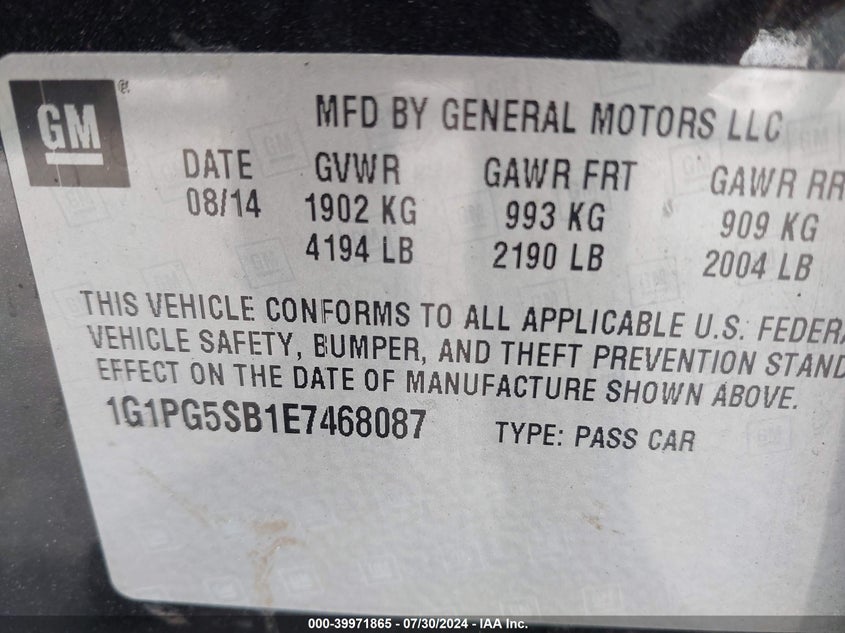 GM
®
MFD BY GENERAL MOTORS LLC
DATE GVWR GAWR FRT GAWR RR
08/14 1902 KG 993 KG 909 KG
4194 LB 2190 LB 2004 LB
THIS VEHICLE CONFORMS TO ALL APPLICABLE U.S. FEDERA
VEHICLE SAFETY, BUMPER, AND THEFT PREVENTION STAND
EFFECT ON THE DATE OF MANUFACTURE SHOWN ABOVE.
1G1PG5SB1E7468087 TYPE: PASS CAR
000-39971865 / 07/30/2024 - IAA Inc.